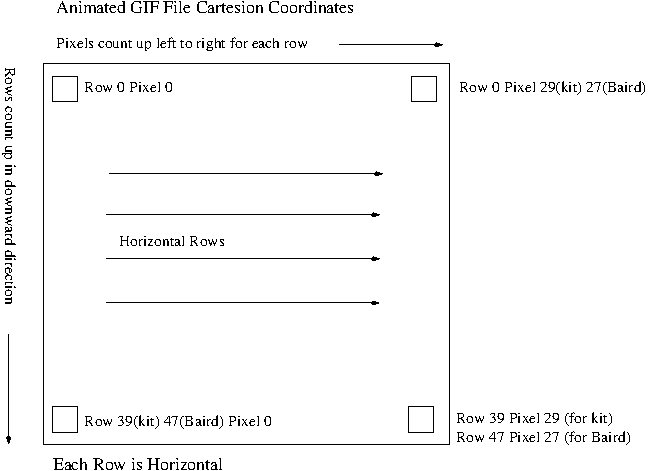 Animated GIF File Cartesion Coordinates
Pixels count up left to right for each row
Rows count up in downward direction
Row 0 Pixel 0
Row 0 Pixel 29(kit) 27(Baird)
Horizontal Rows
Row 39(kit) 47(Baird) Pixel 0
Row 39 Pixel 29 (for kit)
Row 47 Pixel 27 (for Baird)
Each Row is Horizontal